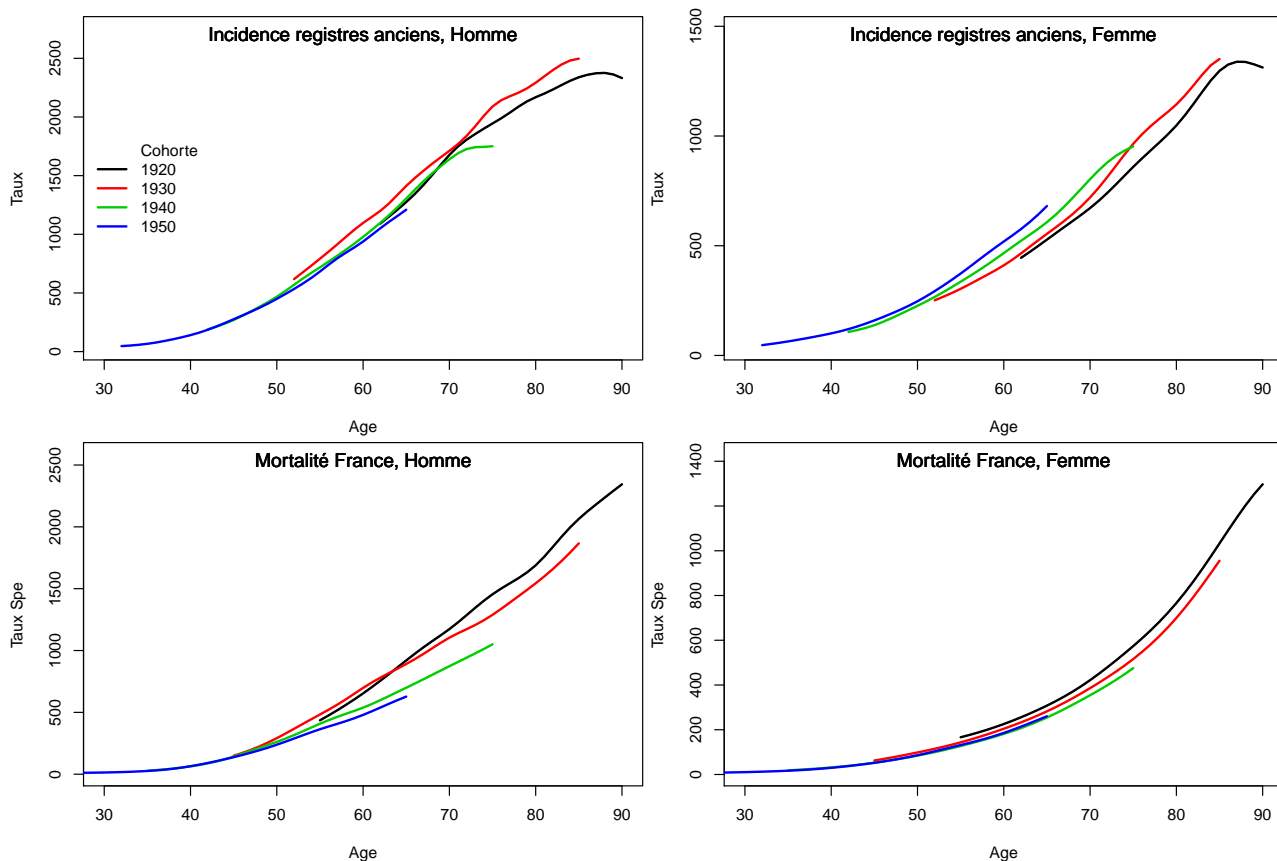 Incidence registres anciens, Homme
Taux
0 500 1000 1500 2000 2500
Cohorte
1920
1930
1940
1950
30 40 50 60 70 80 90
Age
Incidence registres anciens, Femme
Taux
0 500 1000 1500
30 40 50 60 70 80 90
Age
Mortalité France, Homme
Taux Spe
0 500 1000 1500 2000 2500
30 40 50 60 70 80 90
Age
Mortalité France, Femme
Taux Spe
0 200 400 600 800 1000 1400
30 40 50 60 70 80 90
Age